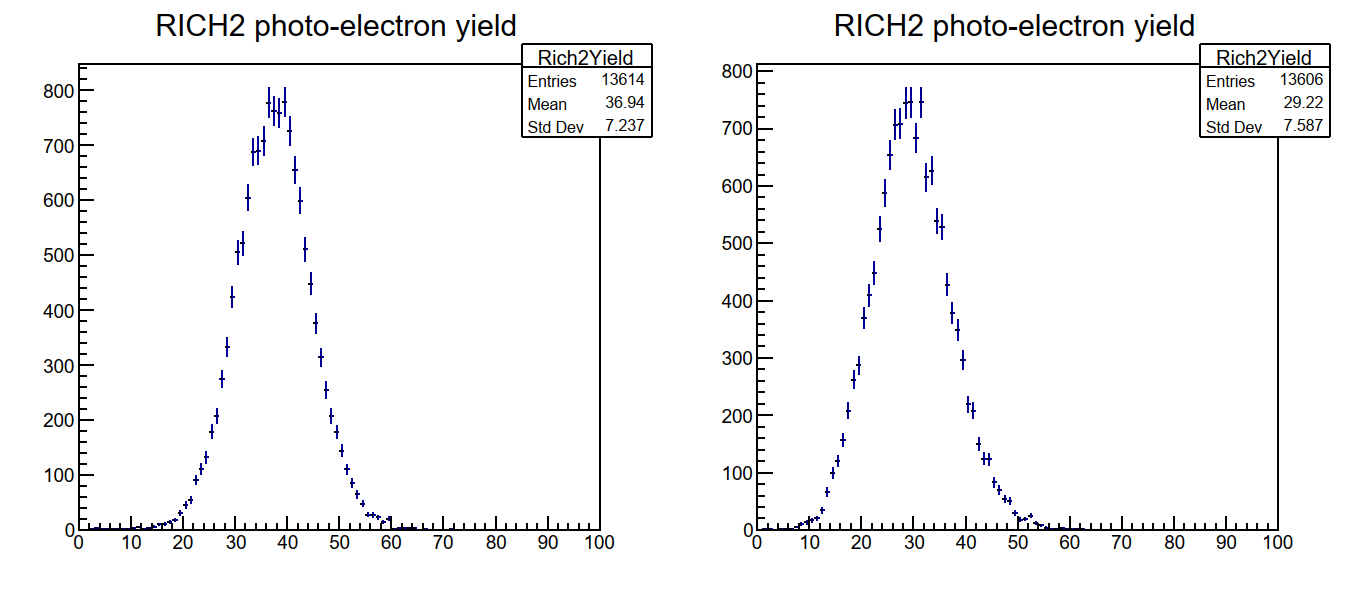 RICH2 photo-electron yield
Rich2Yield
Entries 13614
Mean 36.94
Std Dev 7.237
800
700
600
500
400
300
200
100
0
0 10 20 30 40 50 60 70 80 90 100
RICH2 photo-electron yield
Rich2Yield
Entries 13606
Mean 29.22
Std Dev 7.587
800
700
600
500
400
300
200
100
0
0 10 20 30 40 50 60 70 80 90 100